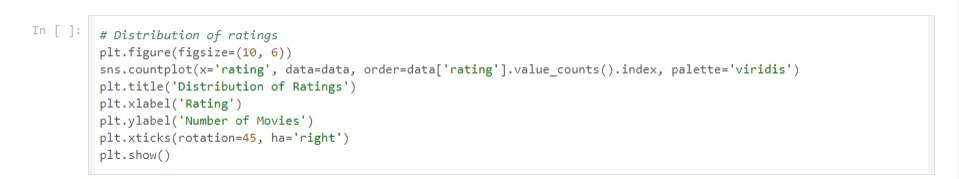 In [ ]:
# Distribution of ratings
plt.figure(figsize=(10, 6))
sns.countplot(x='rating', data=data, order=data['rating'].value_counts().index, palette='viridis')
plt.title('Distribution of Ratings')
plt.xlabel('Rating')
plt.ylabel('Number of Movies')
plt.xticks(rotation=45, ha='right')
plt.show()